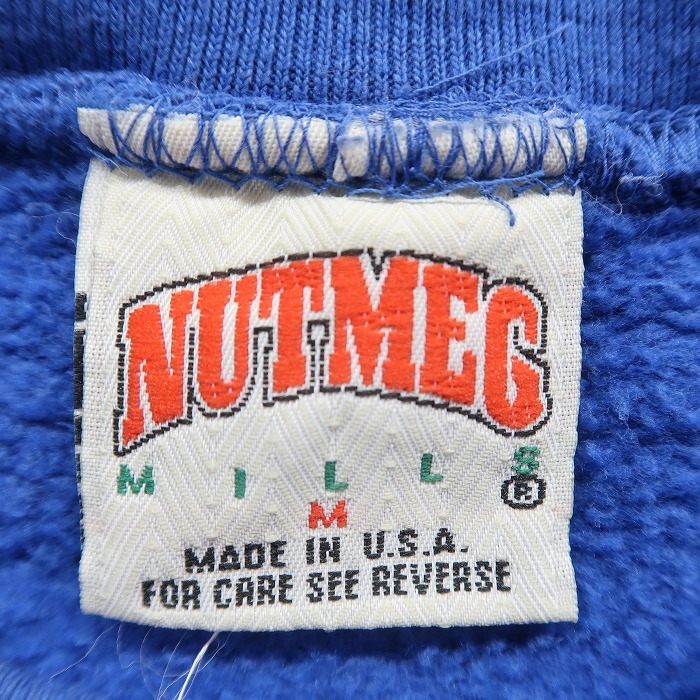 NUTMEG
MILLS
®
M
MADE IN U.S.A.
FOR CARE SEE REVERSE